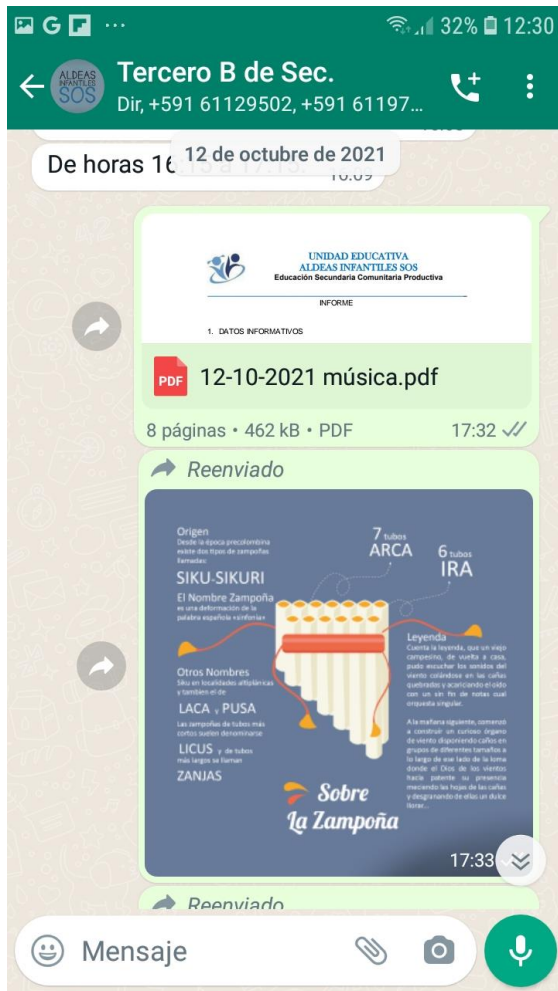 G
32%
12:30
ALDEAS
INFANTILES
SOS
Tercero B de Sec.
Dir, +591 61129502, +591 61197...
12 de octubre de 2021
De horas 16:15 a 17:15.
16:09
UNIDAD EDUCATIVA
ALDEAS INFANTILES SOS
Educación Secundaria Comunitaria Productiva
INFORME
1. DATOS INFORMATIVOS
PDF
12-10-2021 música.pdf
8 páginas • 462 kB • PDF
17:32
Reenviado
Origen
Desde la época precolombina
existe dos tipos de zampoñas
llamadas:
SIKU-SIKURI
El Nombre Zampoña
es una deformación de la
palabra española «sinfonía»
Otros Nombres
Siku en localidades altiplánicas
y tambien el de
LACA y PUSA
Las zampoñas de tubos más
cortos suelen denominarse
LICUS y de tubos
más largos se llaman
ZANJAS
7 tubos
ARCA
6 tubos
IRA
Leyenda
Cuenta la leyenda, que un viejo
campesino, de vuelta a casa,
pudo escuchar los sonidos del
viento colándose en las cañas
quebradas y acariciando el oído
con un sin fin de notas cual
orquesta singular.
A la mañana siguiente, comenzó
a construir un curioso órgano
de viento disponiendo caños en
grupos de diferentes tamaños a
lo largo de ese lado de la loma
donde el Dios de los vientos
hacía patente su presencia
meciendo las hojas de las cañas
y desgranando de ellas un dulce
llorar...
Sobre
la Zampoña
17:33
Reenviado
Mensaje